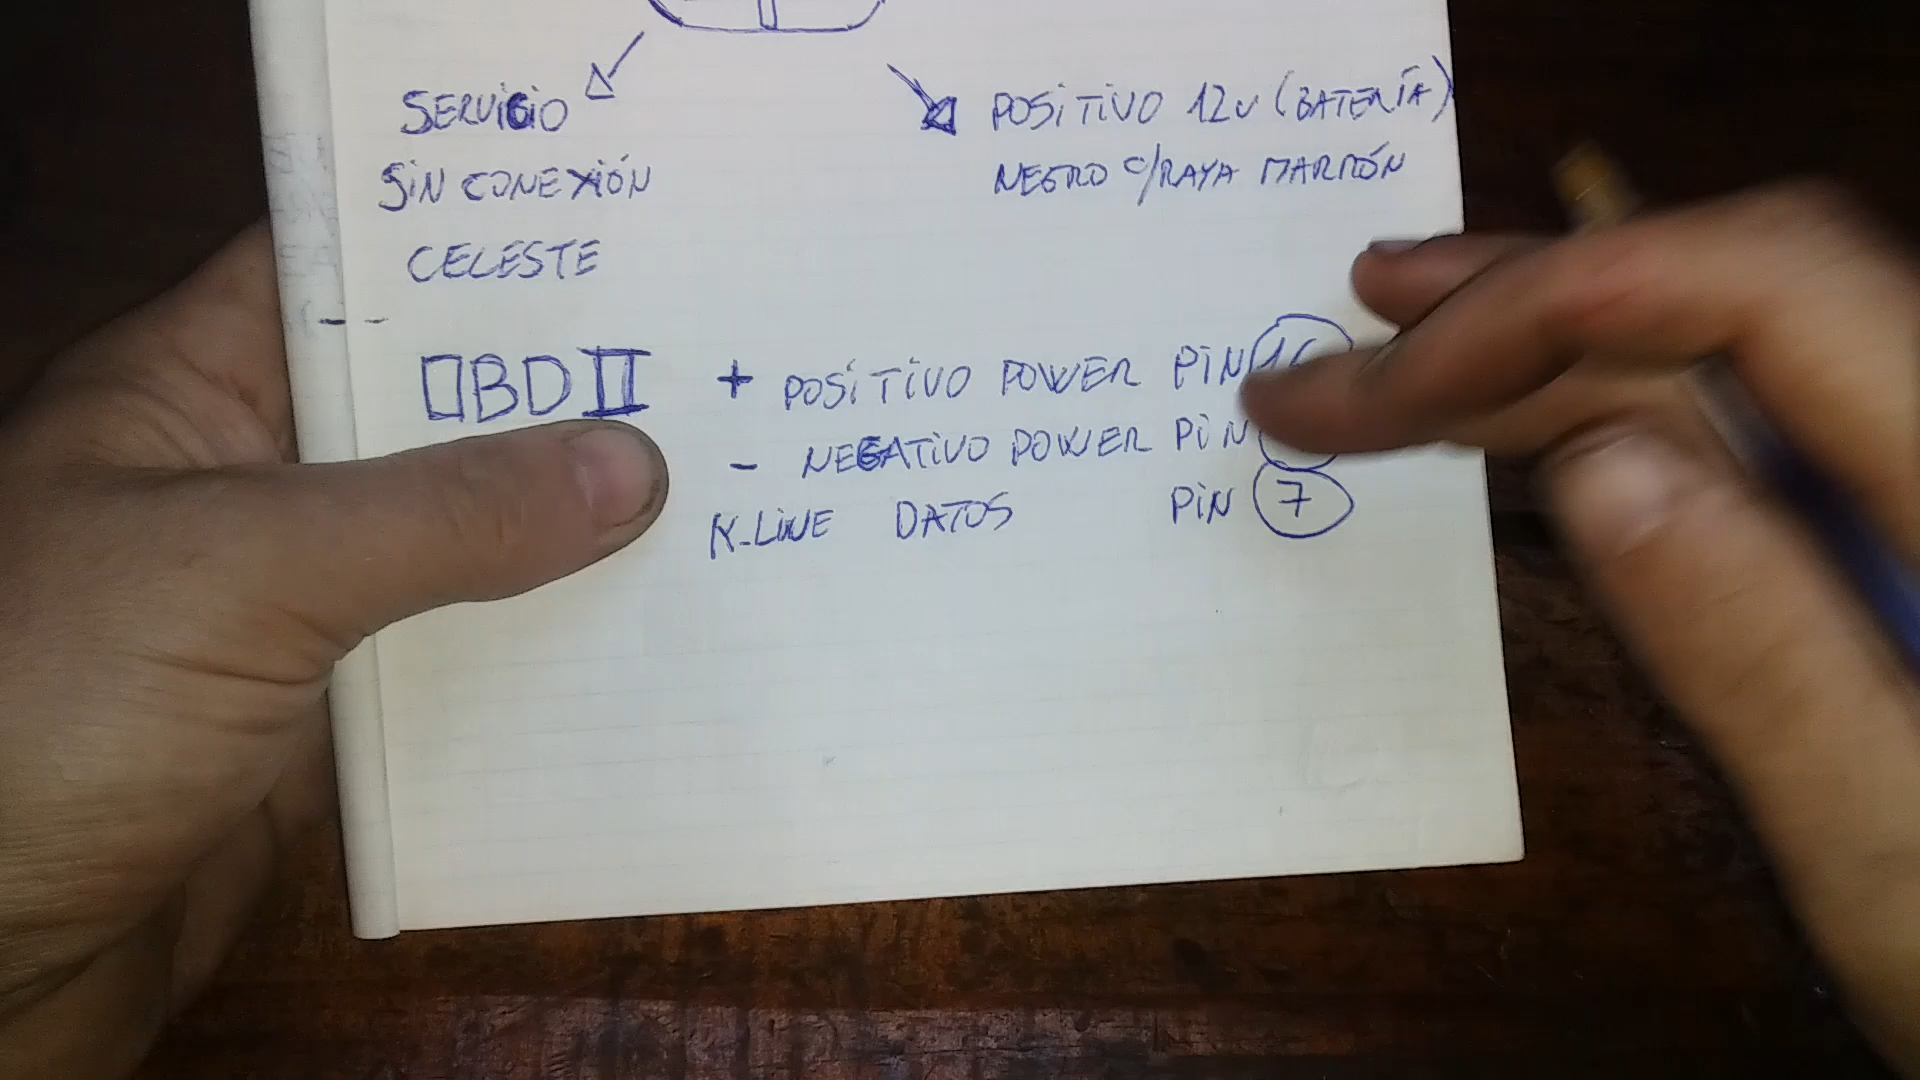 SERVICIO
SIN CONEXIÓN
CELESTE
POSITIVO 12V (BATERÍA)
NEGRO C/RAYA MARRÓN
OBD II
+ POSITIVO POWER PIN 16
- NEGATIVO POWER PIN
K-LINE DATOS PIN 7